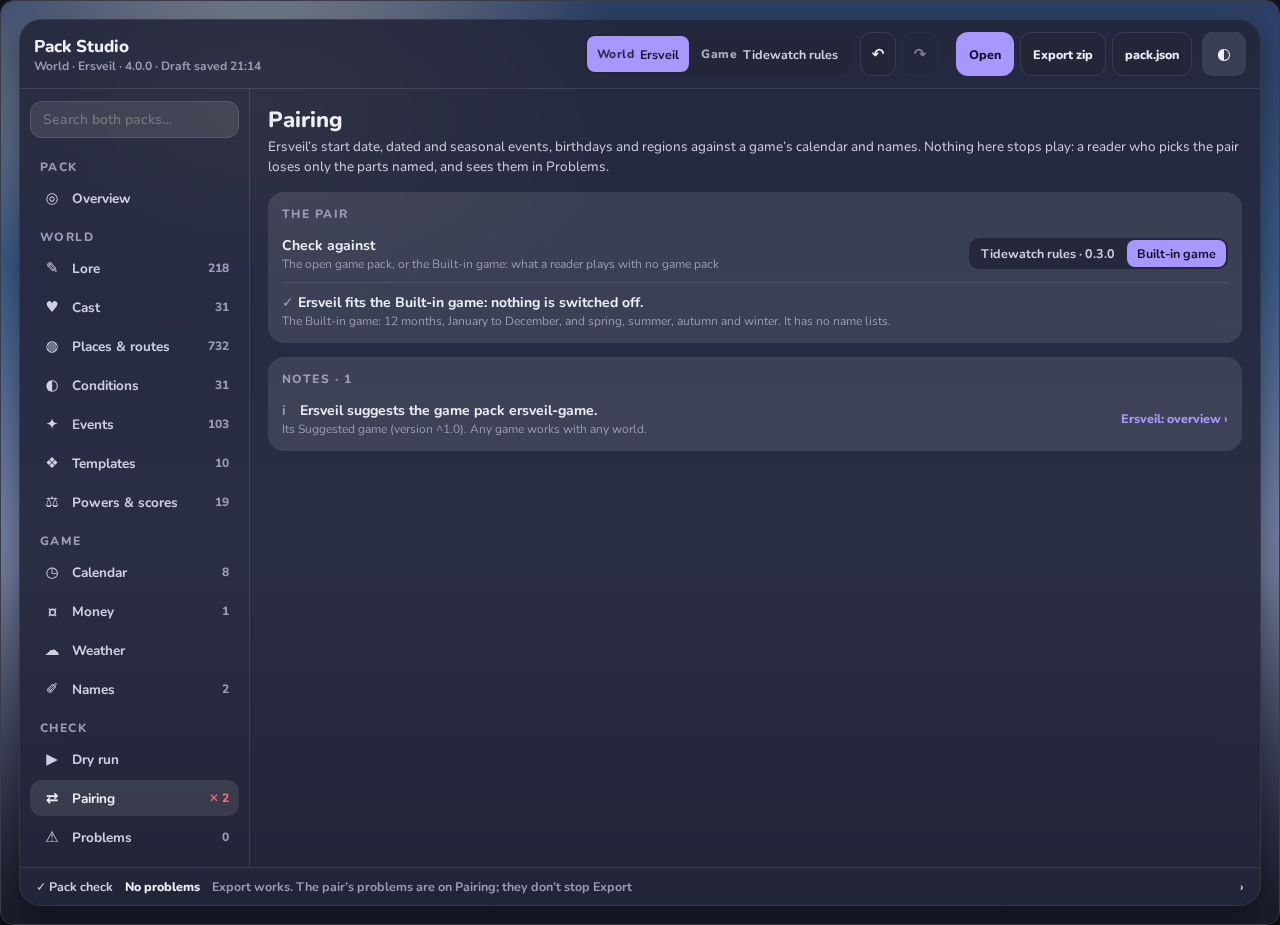 Pack Studio
World · Ersveil · 4.0.0 · Draft saved 21:14
World Ersveil
Game Tidewatch rules
↶
↷
Open
Export zip
pack.json
Search both packs...
PACK
Overview
WORLD
Lore 218
Cast 31
Places & routes 732
Conditions 31
Events 103
Templates 10
Powers & scores 19
GAME
Calendar 8
Money 1
Weather
Names 2
CHECK
Dry run
Pairing × 2
Problems 0
Pairing
Ersveil's start date, dated and seasonal events, birthdays and regions against a game's calendar and names. Nothing here stops play: a reader who picks the pair
loses only the parts named, and sees them in Problems.
THE PAIR
Check against
The open game pack, or the Built-in game: what a reader plays with no game pack
Tidewatch rules · 0.3.0
Built-in game
✓ Ersveil fits the Built-in game: nothing is switched off.
The Built-in game: 12 months, January to December, and spring, summer, autumn and winter. It has no name lists.
NOTES · 1
i Ersveil suggests the game pack ersveil-game.
Its Suggested game (version ^1.0). Any game works with any world.
Ersveil: overview ›
✓ Pack check No problems Export works. The pair's problems are on Pairing; they don't stop Export ›